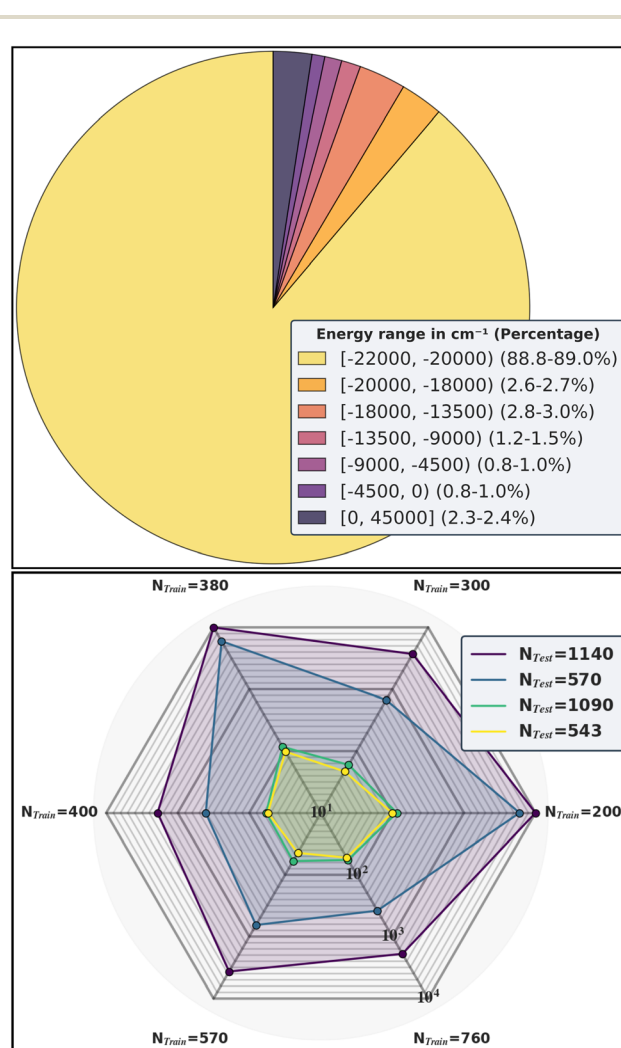 Energy range in cm⁻¹ (Percentage)
[-22000, -20000) (88.8-89.0%)
[-20000, -18000) (2.6-2.7%)
[-18000, -13500) (2.8-3.0%)
[-13500, -9000) (1.2-1.5%)
[-9000, -4500) (0.8-1.0%)
[-4500, 0) (0.8-1.0%)
[0, 45000] (2.3-2.4%)
N_Train=380
N_Train=300
N_Test=1140
N_Test=570
N_Test=1090
N_Test=543
N_Train=400
10¹
N_Train=200
10²
10³
10⁴
N_Train=570
N_Train=760